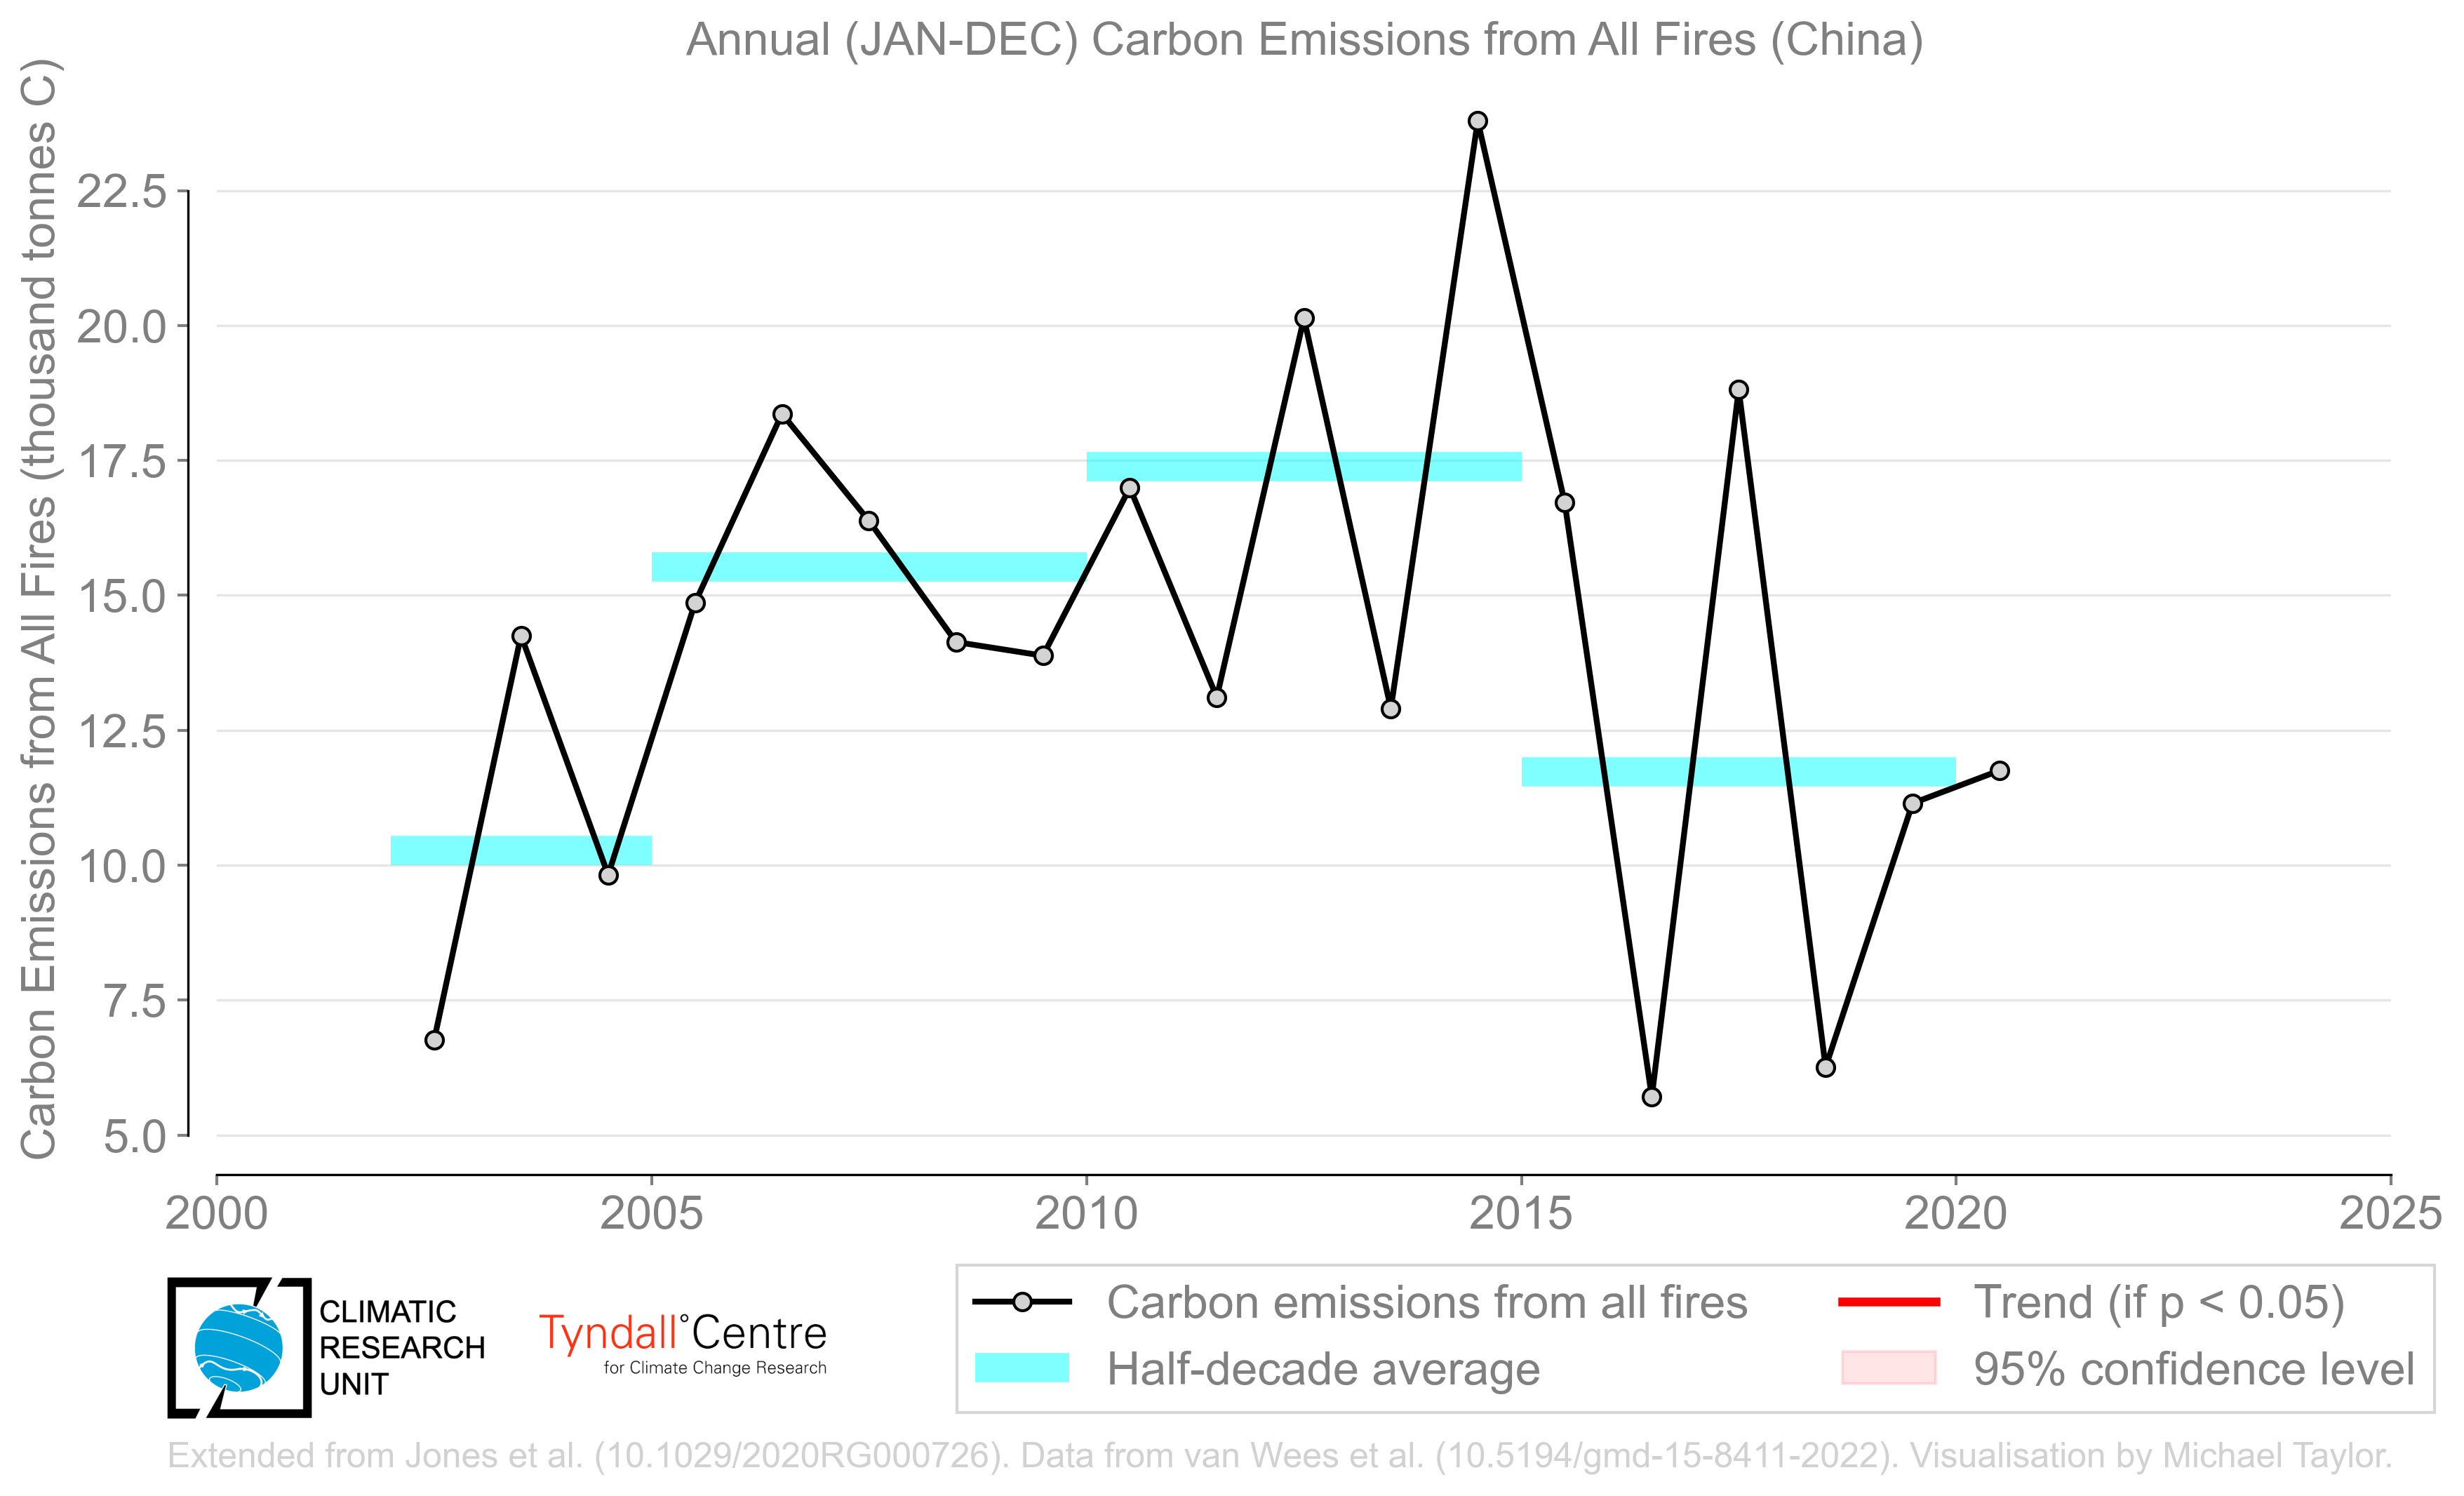 Annual (JAN-DEC) Carbon Emissions from All Fires (China)
Carbon Emissions from All Fires (thousand tonnes C)
22.5
20.0
17.5
15.0
12.5
10.0
7.5
5.0
2000 2005 2010 2015 2020 2025
CLIMATIC
RESEARCH
UNIT
Tyndall°Centre
for Climate Change Research
Carbon emissions from all fires
Half-decade average
Trend (if p < 0.05)
95% confidence level
Extended from Jones et al. (10.1029/2020RG000726). Data from van Wees et al. (10.5194/gmd-15-8411-2022). Visualisation by Michael Taylor.